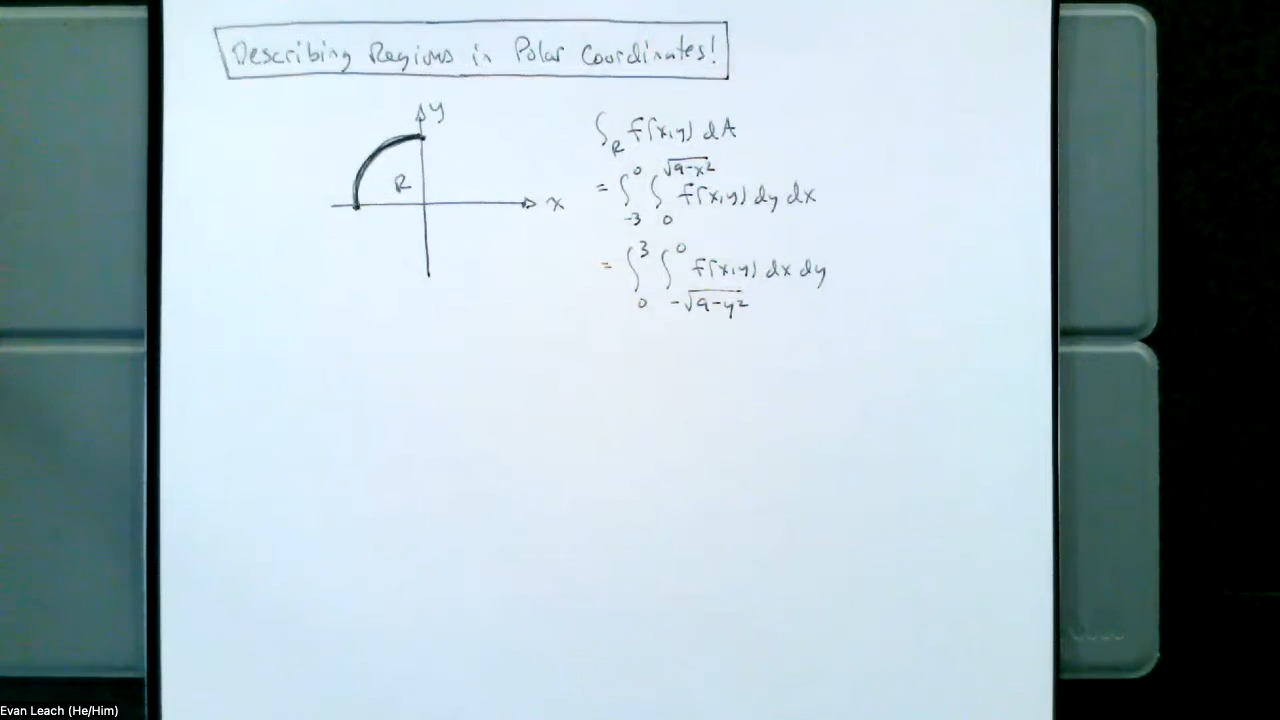 Describing Regions in Polar Coordinates!
y
R
x
∫_R f(x,y) dA
= ∫_{-3}^{0} ∫_{0}^{√(9-x²)} f(x,y) dy dx
= ∫_{0}^{3} ∫_{-√(9-y²)}^{0} f(x,y) dx dy
Evan Leach (He/Him)